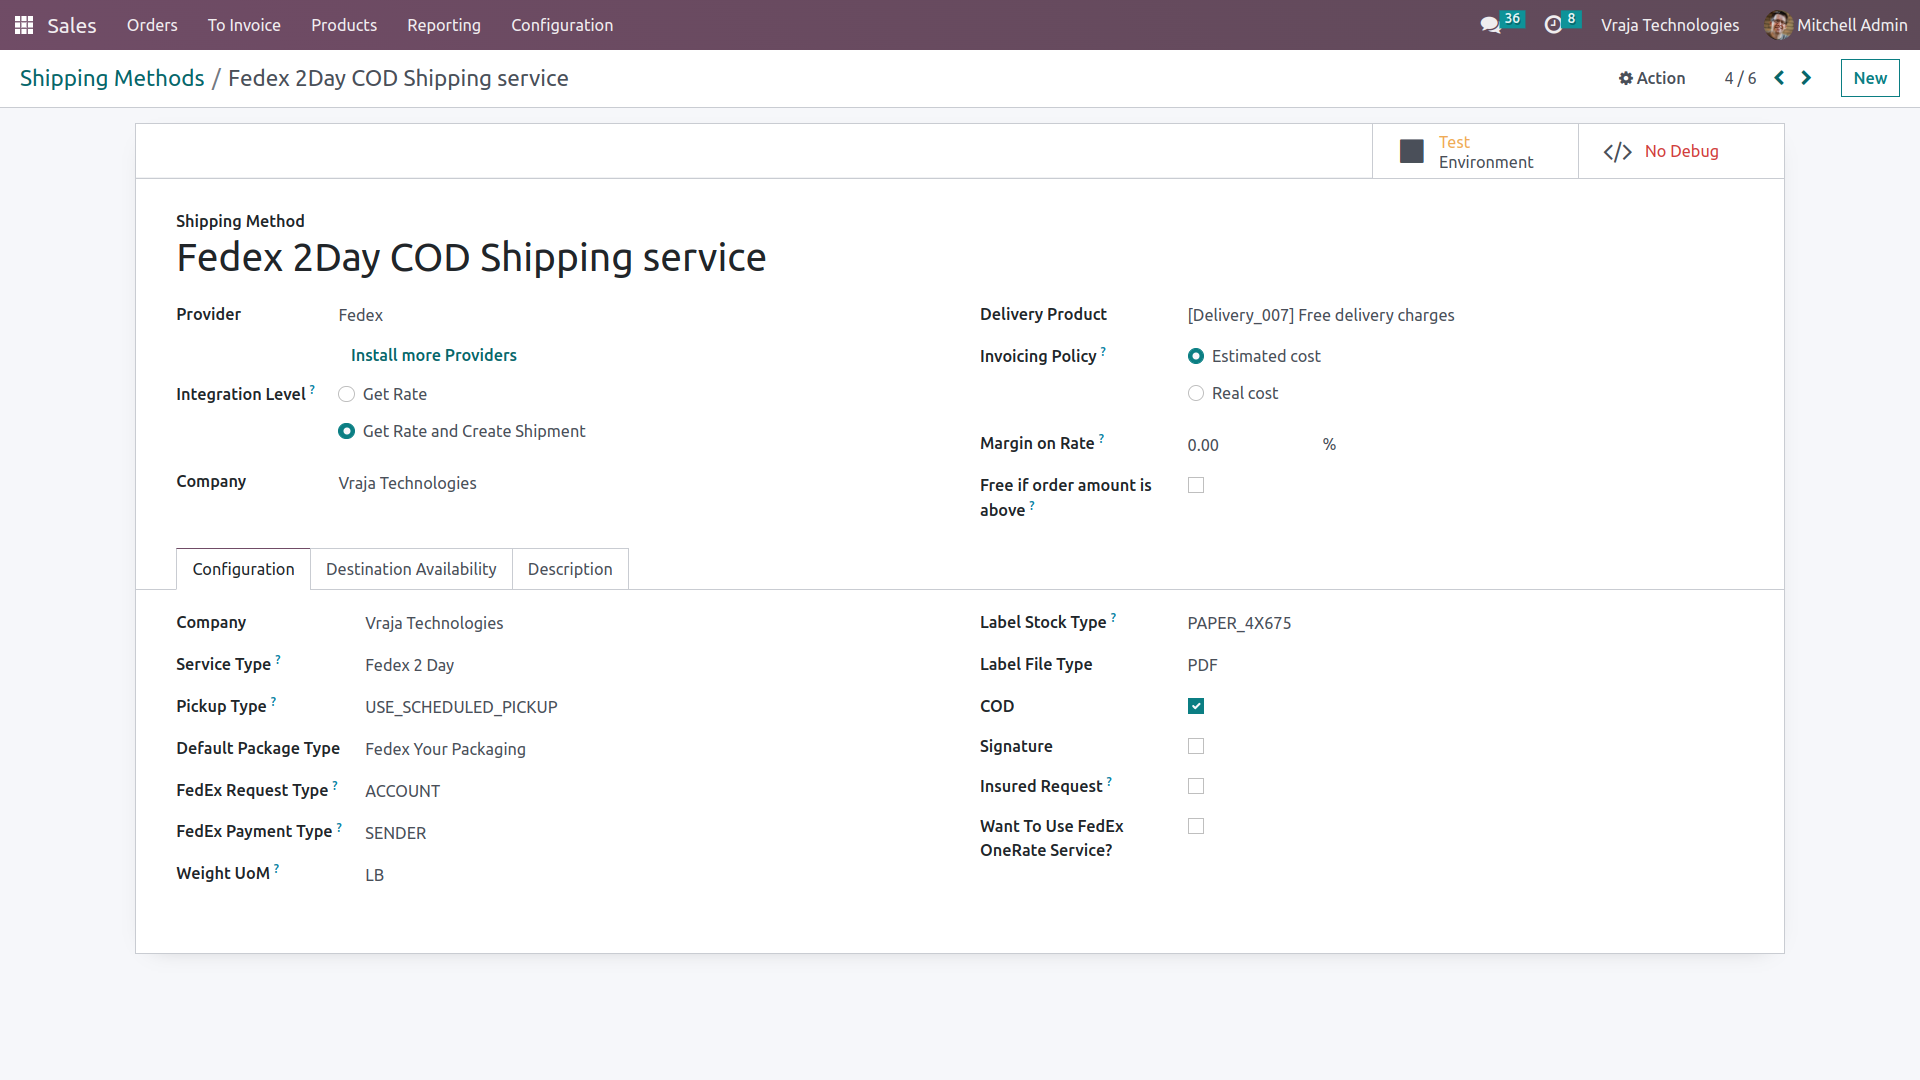 Sales Orders To Invoice Products Reporting Configuration 36 8 Vraja Technologies Mitchell Admin
Shipping Methods / Fedex 2Day COD Shipping service Action 4 / 6 New
Test
Environment
No Debug
Shipping Method
Fedex 2Day COD Shipping service
Provider Fedex
Install more Providers
Integration Level ? Get Rate
Get Rate and Create Shipment
Company Vraja Technologies
Delivery Product [Delivery_007] Free delivery charges
Invoicing Policy ? Estimated cost
Real cost
Margin on Rate ? 0.00 %
Free if order amount is
above ?
Configuration Destination Availability Description
Company Vraja Technologies
Service Type ? Fedex 2 Day
Pickup Type ? USE_SCHEDULED_PICKUP
Default Package Type Fedex Your Packaging
FedEx Request Type ? ACCOUNT
FedEx Payment Type ? SENDER
Weight UoM ? LB
Label Stock Type ? PAPER_4X675
Label File Type PDF
COD
Signature
Insured Request ?
Want To Use FedEx
OneRate Service?